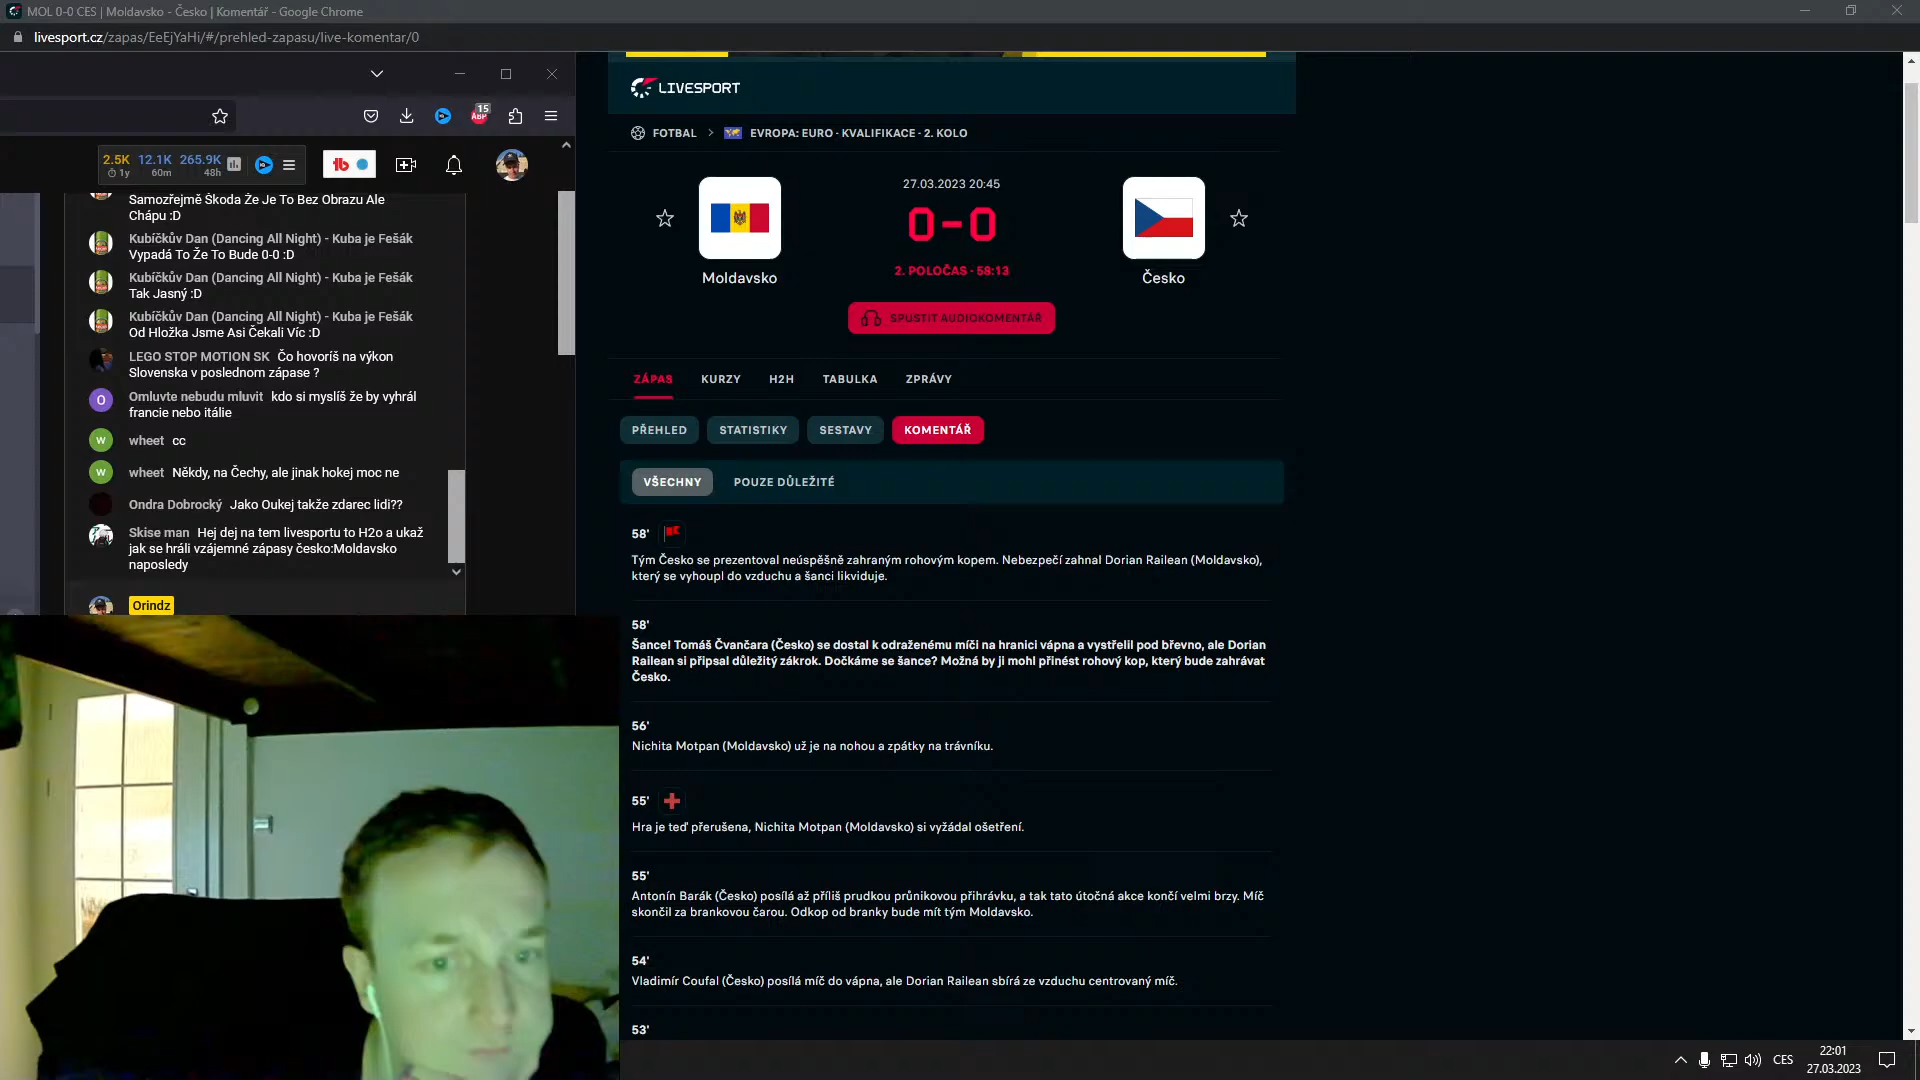 MOL 0-0 CES | Moldavsko - Česko | Komentář - Google Chrome
livesport.cz/zapas/EeEjYaHi/#/prehled-zapasu/live-komentar/0
15
ABP
2.5K 12.1K 265.9K
1y 60m 48h
Samozřejmě Škoda Že Je To Bez Obrazu Ale
Chápu :D
Kubíčkův Dan (Dancing All Night) - Kuba je Fešák
Vypadá To Že To Bude 0-0 :D
Kubíčkův Dan (Dancing All Night) - Kuba je Fešák
Tak Jasný :D
Kubíčkův Dan (Dancing All Night) - Kuba je Fešák
Od Hložka Jsme Asi Čekali Víc :D
LEGO STOP MOTION SK Čo hovoríš na výkon
Slovenska v poslednom zápase ?
O
Omluvte nebudu mluvit kdo si myslíš že by vyhrál
francie nebo itálie
W
wheet cc
W
wheet Někdy, na Čechy, ale jinak hokej moc ne
Ondra Dobrocký Jako Oukej takže zdarec lidi??
Skise man Hej dej na tem livesportu to H2o a ukaž
jak se hráli vzájemné zápasy česko:Moldavsko
naposledy
Orindz
LIVESPORT
FOTBAL > EVROPA: EURO - KVALIFIKACE - 2. KOLO
27.03.2023 20:45
0-0
2. POLOČAS - 58:13
Moldavsko
Česko
SPUSTIT AUDIOKOMENTÁŘ
ZÁPAS KURZY H2H TABULKA ZPRÁVY
PŘEHLED STATISTIKY SESTAVY KOMENTÁŘ
VŠECHNY POUZE DŮLEŽITÉ
58'
Tým Česko se prezentoval neúspěšně zahraným rohovým kopem. Nebezpečí zahnal Dorian Railean (Moldavsko),
který se vyhoupl do vzduchu a šanci likviduje.
58'
Šance! Tomáš Čvančara (Česko) se dostal k odraženému míči na hranici vápna a vystřelil pod břevno, ale Dorian
Railean si připsal důležitý zákrok. Dočkáme se šance? Možná by ji mohl přinést rohový kop, který bude zahrávat
Česko.
56'
Nichita Motpan (Moldavsko) už je na nohou a zpátky na trávníku.
55'
Hra je teď přerušena, Nichita Motpan (Moldavsko) si vyžádal ošetření.
55'
Antonín Barák (Česko) posílá až příliš prudkou průnikovou přihrávku, a tak tato útočná akce končí velmi brzy. Míč
skončil za brankovou čarou. Odkop od branky bude mít tým Moldavsko.
54'
Vladimír Coufal (Česko) posílá míč do vápna, ale Dorian Railean sbírá ze vzduchu centrovaný míč.
53'
CES
22:01
27.03.2023